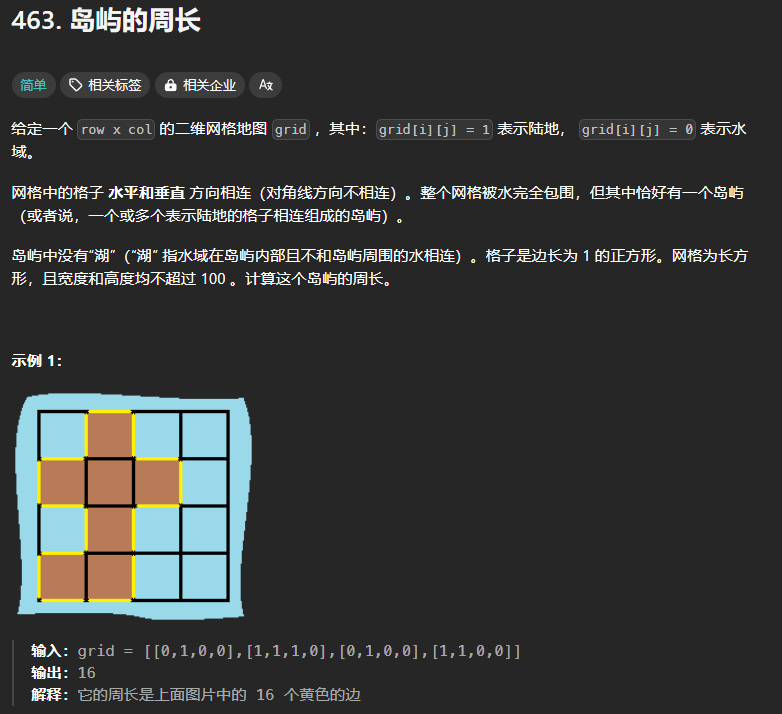 463. 岛屿的周长
简单 相关标签 相关企业 Az
给定一个 row x col 的二维网格地图 grid ，其中：grid[i][j] = 1 表示陆地， grid[i][j] = 0 表示水
域。
网格中的格子 水平和垂直 方向相连（对角线方向不相连）。整个网格被水完全包围，但其中恰好有一个岛屿
（或者说，一个或多个表示陆地的格子相连组成的岛屿）。
岛屿中没有“湖”（“湖” 指水域在岛屿内部且不和岛屿周围的水相连）。格子是边长为 1 的正方形。网格为长方
形，且宽度和高度均不超过 100 。计算这个岛屿的周长。
示例 1：
输入：grid = [[0,1,0,0],[1,1,1,0],[0,1,0,0],[1,1,0,0]]
输出：16
解释：它的周长是上面图片中的 16 个黄色的边